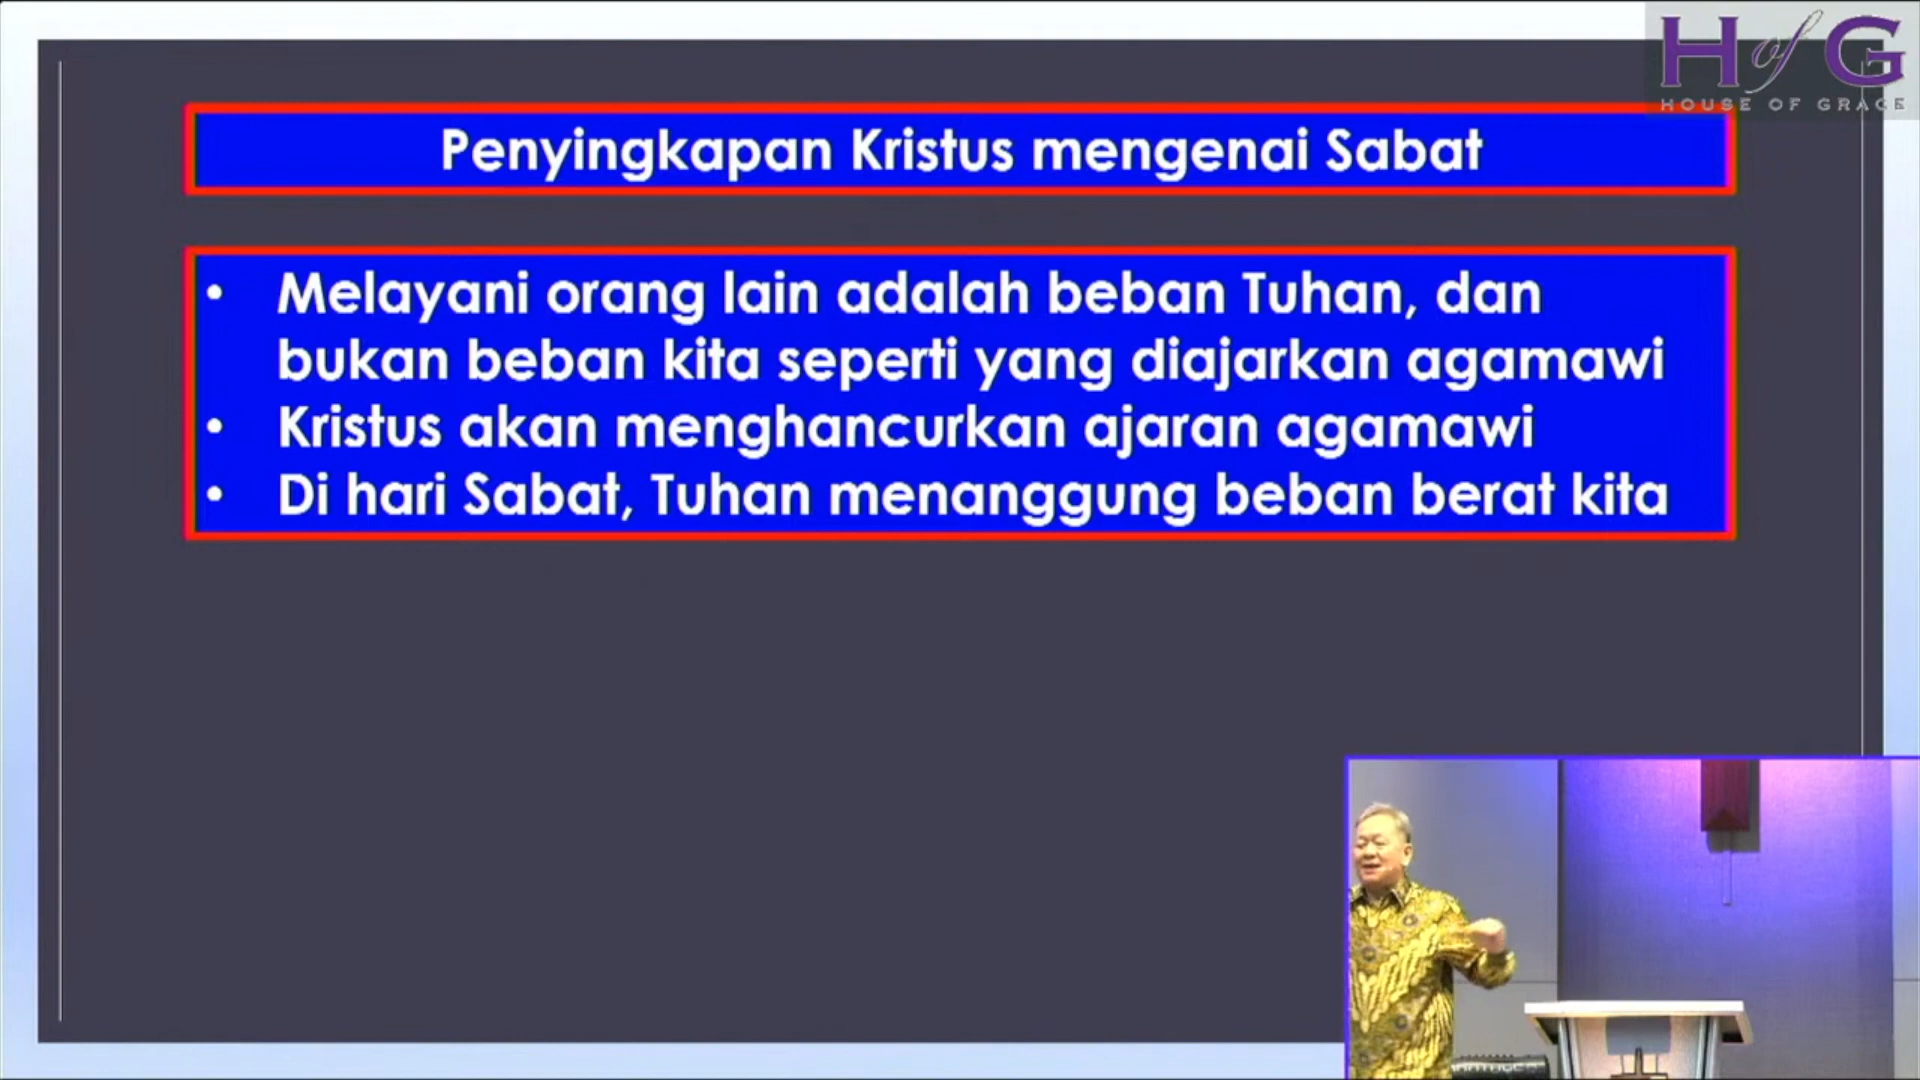 H of G
HOUSE OF GRACE
Penyingkapan Kristus mengenai Sabat
• Melayani orang lain adalah beban Tuhan, dan
bukan beban kita seperti yang diajarkan agamawi
• Kristus akan menghancurkan ajaran agamawi
• Di hari Sabat, Tuhan menanggung beban berat kita